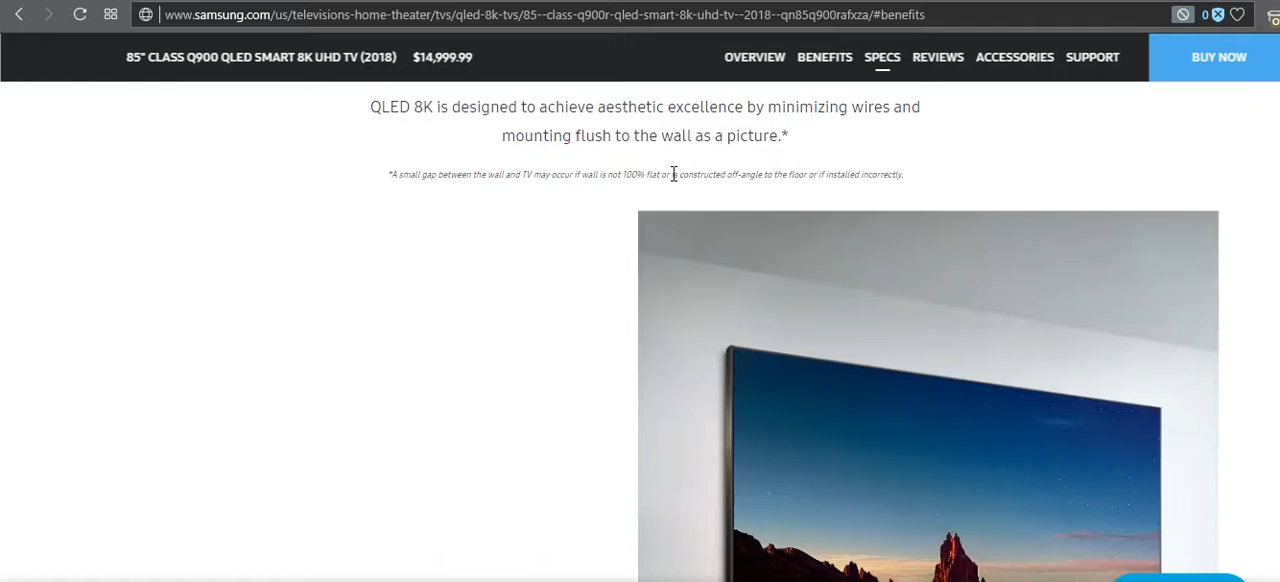 www.samsung.com/us/televisions-home-theater/tvs/qled-8k-tvs/85--class-q900r-qled-smart-8k-uhd-tv--2018--qn85q900rafxza/#benefits
0
85" CLASS Q900 QLED SMART 8K UHD TV (2018) $14,999.99 OVERVIEW BENEFITS SPECS REVIEWS ACCESSORIES SUPPORT BUY NOW
QLED 8K is designed to achieve aesthetic excellence by minimizing wires and
mounting flush to the wall as a picture.*
*A small gap between the wall and TV may occur if wall is not 100% flat or is constructed off-angle to the floor or if installed incorrectly.